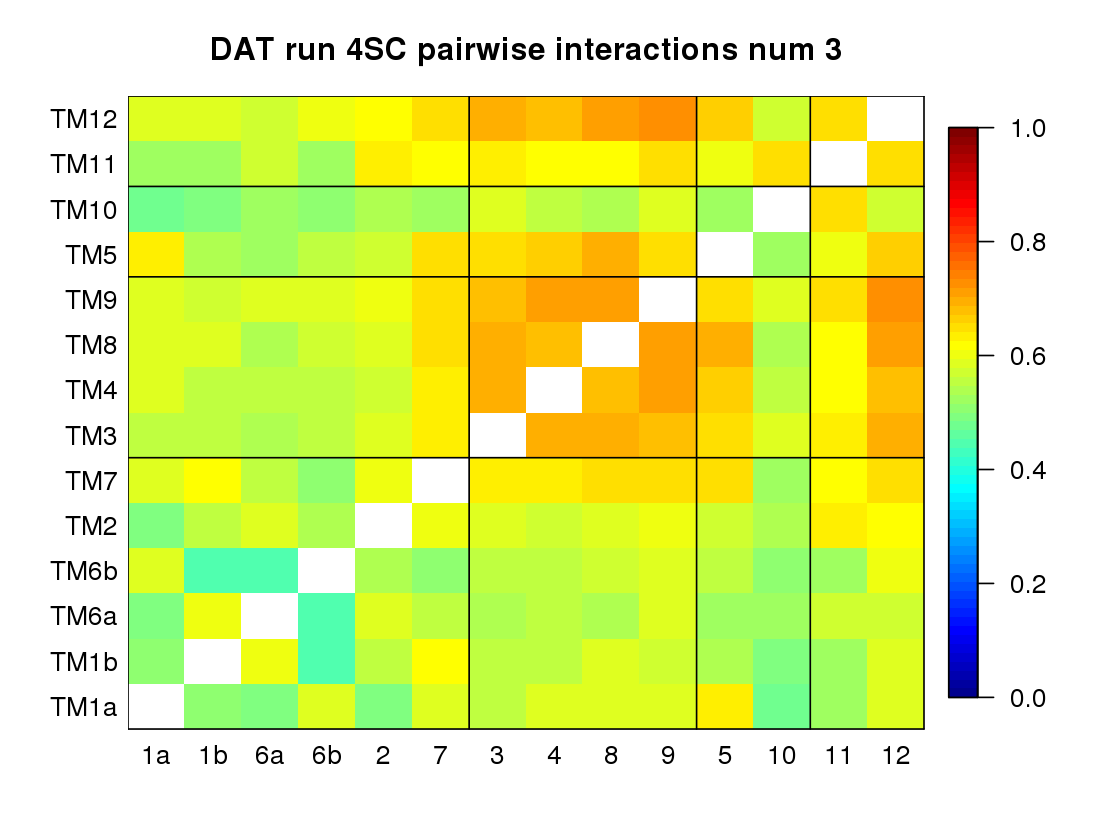 DAT run 4SC pairwise interactions num 3
TM12
TM11
TM10
TM5
TM9
TM8
TM4
TM3
TM7
TM2
TM6b
TM6a
TM1b
TM1a
1a 1b 6a 6b 2 7 3 4 8 9 5 10 11 12
1.0
0.8
0.6
0.4
0.2
0.0